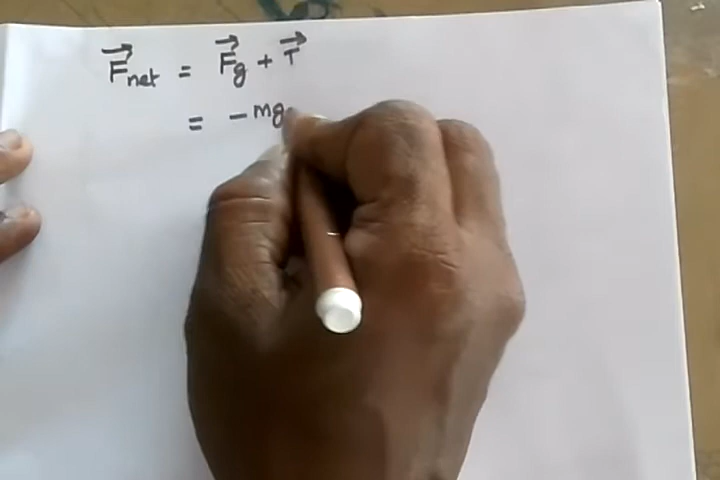 F⃗net = F⃗g + T⃗
= -mg